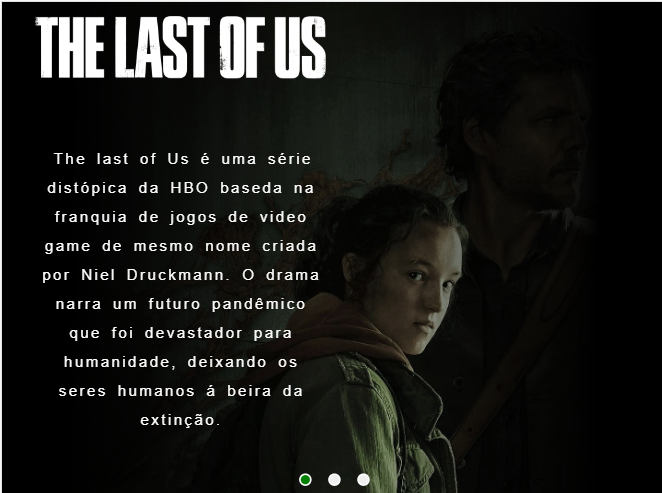 THE LAST OF US
The last of Us é uma série
distópica da HBO baseda na
franquia de jogos de video
game de mesmo nome criada
por Niel Druckmann. O drama
narra um futuro pandêmico
que foi devastador para
humanidade, deixando os
seres humanos á beira da
extinção.